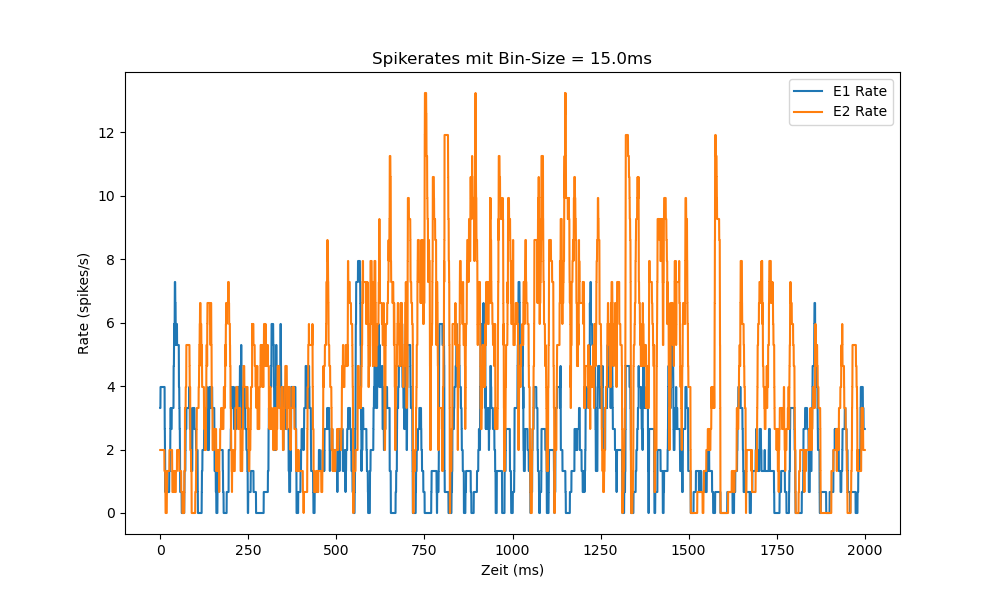 Spikerates mit Bin-Size = 15.0ms
E1 Rate
E2 Rate
Rate (spikes/s)
12
10
8
6
4
2
0
0 250 500 750 1000 1250 1500 1750 2000
Zeit (ms)